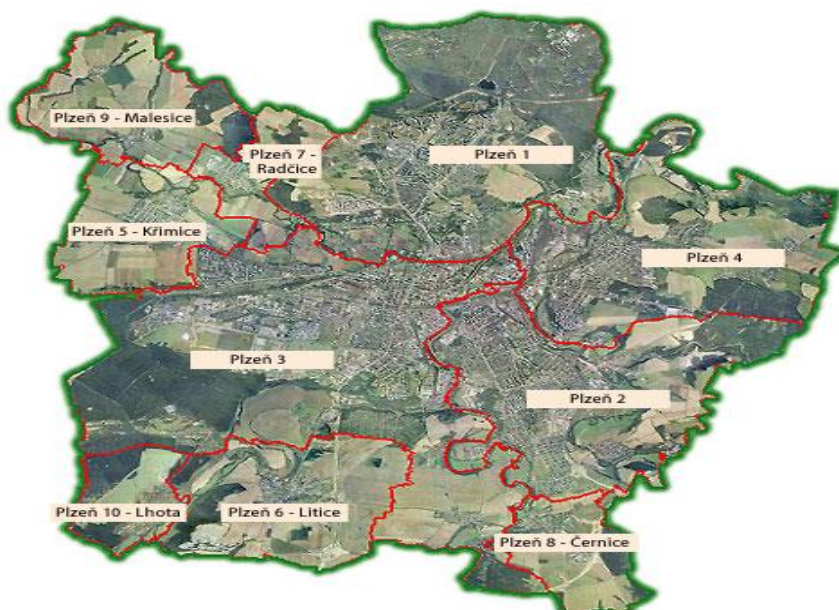 Plzeň 9 - Malesice
Plzeň 7 -
Radčice
Plzeň 1
Plzeň 5 - Křimice
Plzeň 4
Plzeň 3
Plzeň 2
Plzeň 10 - Lhota
Plzeň 6 - Litice
Plzeň 8 - Černice